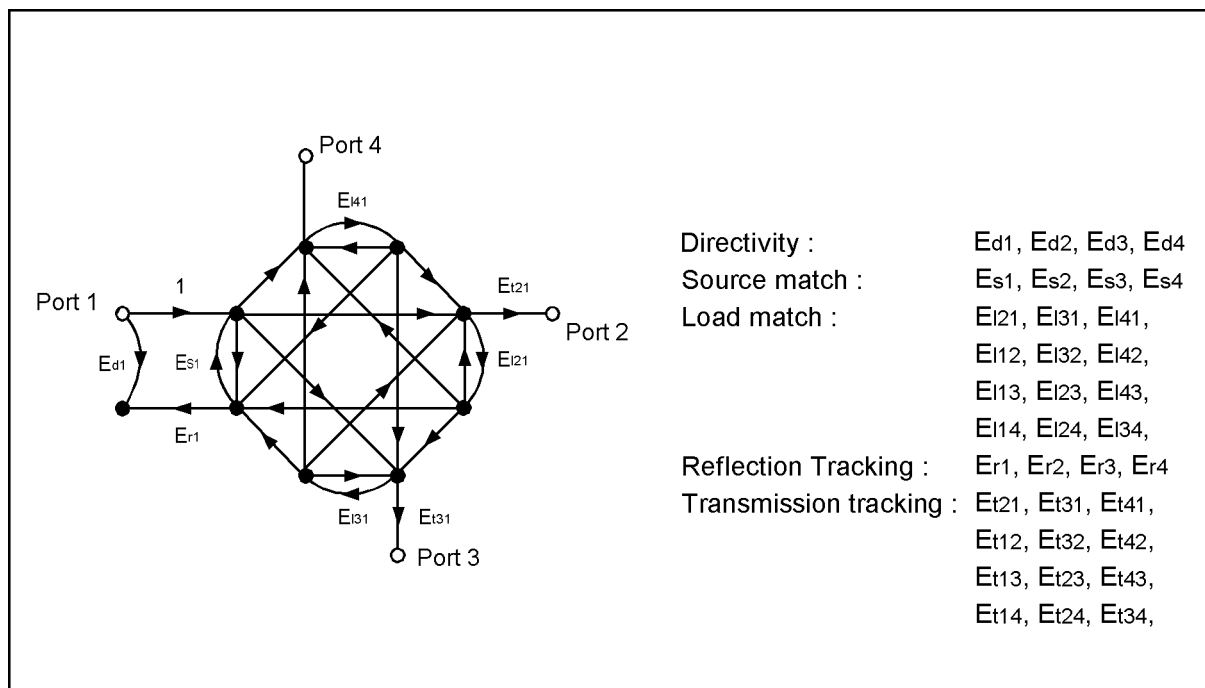 Port 4
El41
Port 1
1
Et21
Port 2
Ed1
ES1
El21
Er1
El31
Et31
Port 3
Directivity : Ed1, Ed2, Ed3, Ed4
Source match : Es1, Es2, Es3, Es4
Load match : El21, El31, El41,
El12, El32, El42,
El13, El23, El43,
El14, El24, El34,
Reflection Tracking : Er1, Er2, Er3, Er4
Transmission tracking : Et21, Et31, Et41,
Et12, Et32, Et42,
Et13, Et23, Et43,
Et14, Et24, Et34,